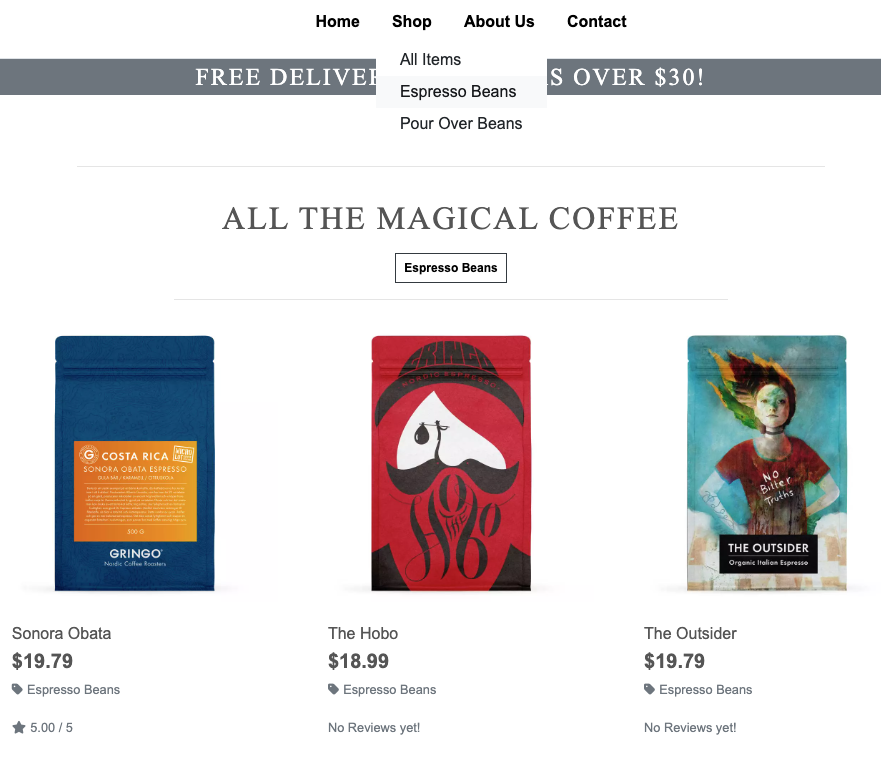 Home Shop About Us Contact
All Items
FREE DELIVER S OVER $30!
Espresso Beans
Pour Over Beans
ALL THE MAGICAL COFFEE
Espresso Beans
G COSTA RICA
SONORA OBATA ESPRESSO
500 G
GRINGO
Nordic Coffee Roasters
GRINGO
NORDIC ESPRESSO
THE
HOBO
NO
Bitter
Truths
THE OUTSIDER
Organic Italian Espresso
Sonora Obata The Hobo The Outsider
$19.79 $18.99 $19.79
Espresso Beans Espresso Beans Espresso Beans
5.00 / 5 No Reviews yet! No Reviews yet!